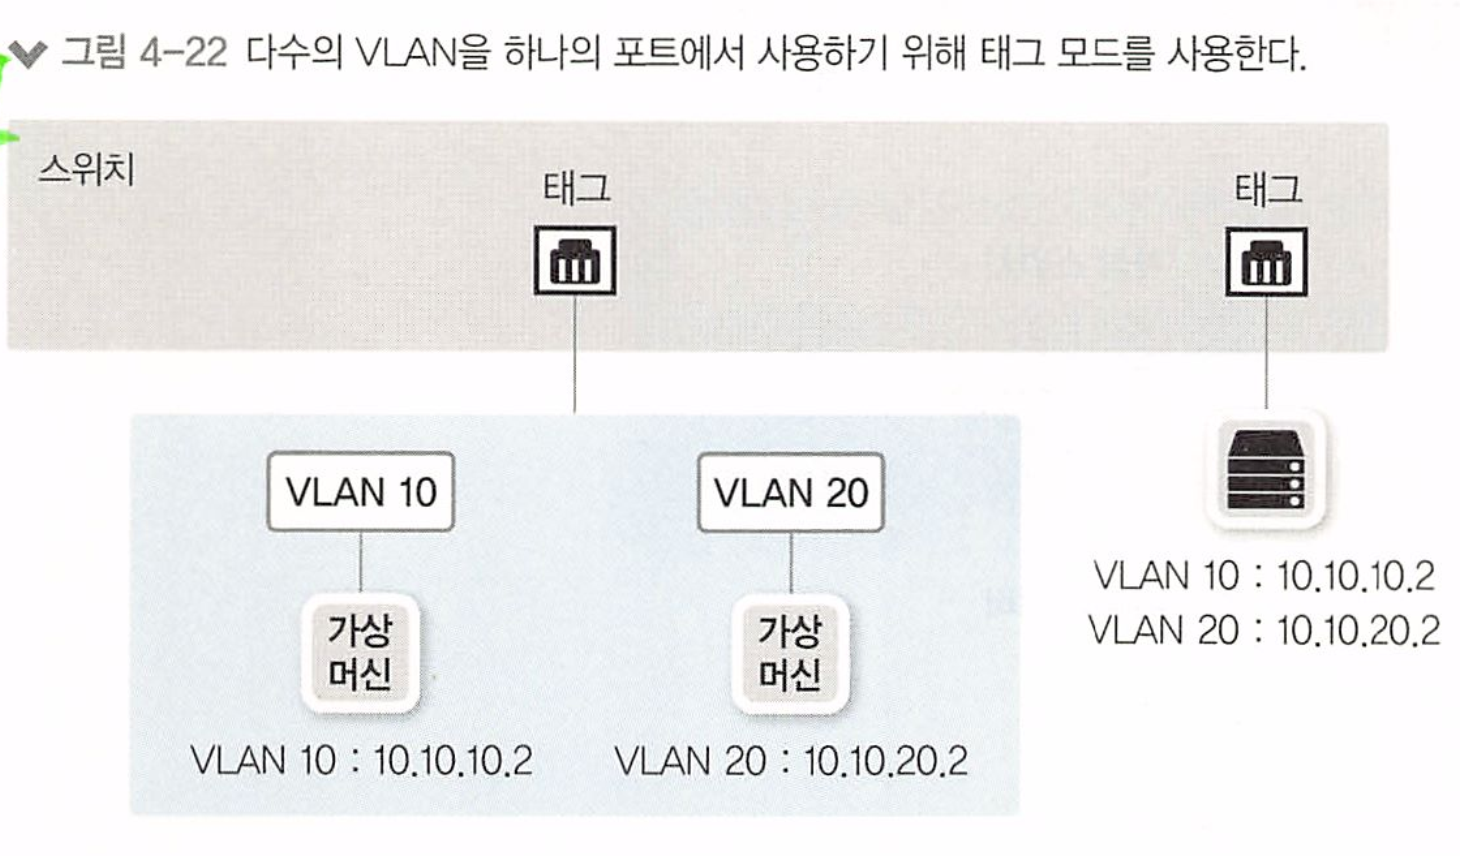 그림 4-22 다수의 VLAN을 하나의 포트에서 사용하기 위해 태그 모드를 사용한다.
스위치
태그
태그
VLAN 10
VLAN 20
가상
머신
가상
머신
VLAN 10 : 10.10.10.2
VLAN 20 : 10.10.20.2
VLAN 10 : 10.10.10.2
VLAN 20 : 10.10.20.2